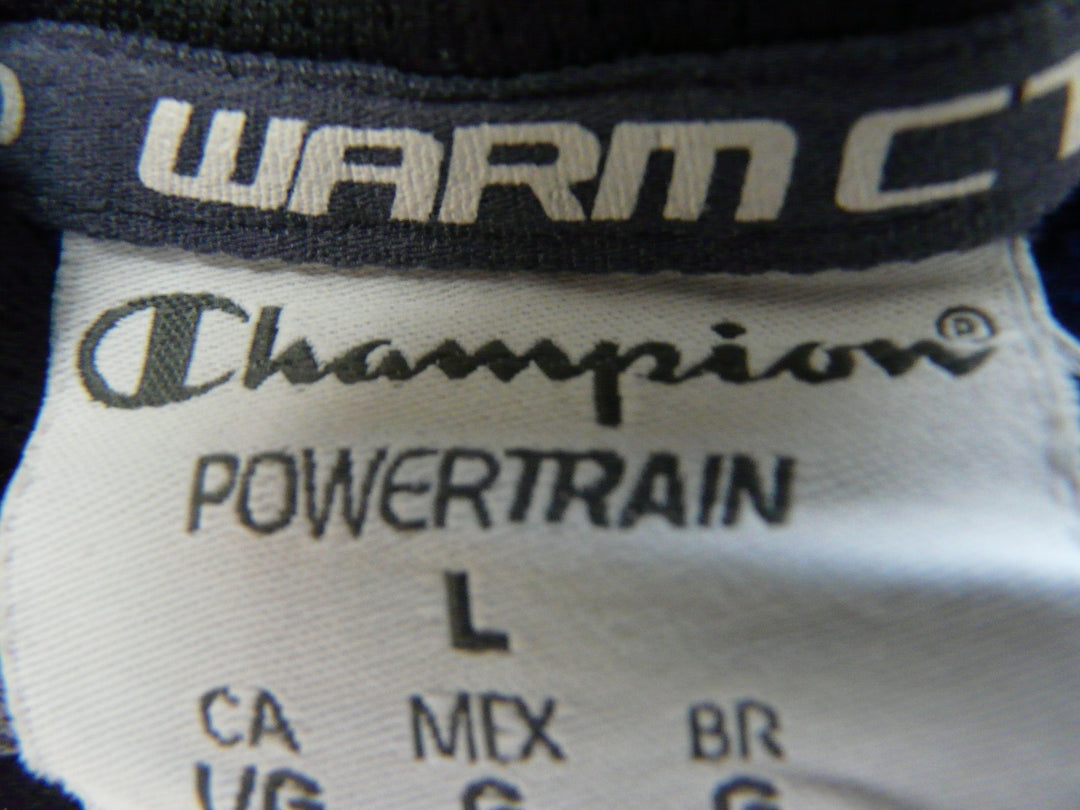 WARM
Champion®
POWERTRAIN
L
CA MEX BR
G G